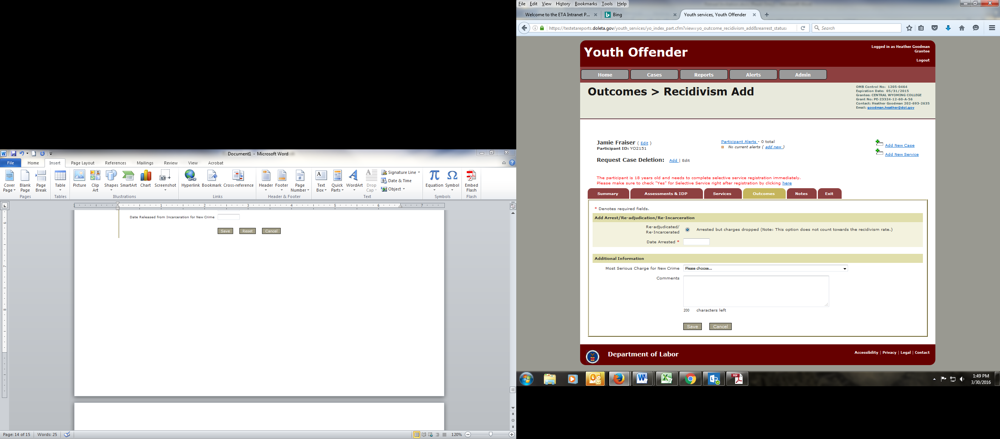 Document1 - Microsoft Word
File Home Insert Page Layout References Mailings Review View Acrobat
Cover Page
Blank Page
Page Break
Table
Picture
Clip Art
Shapes
SmartArt
Chart
Screenshot
Hyperlink
Bookmark
Cross-reference
Header
Footer
Page Number
Text Box
Quick Parts
WordArt
Drop Cap
Signature Line
Date & Time
Object
Equation
Symbol
Embed Flash
Pages Tables Illustrations Links Header & Footer Text Symbols Flash
1 1 2 3 4 5 6 7
Date Released from Incarceration for New Crime
Save Reset Cancel
6
7
8
Page: 14 of 15 Words: 25 120%
File Edit View History Bookmarks Tools Help
Welcome to the ETA Intranet P... Bing Youth services, Youth Offender
https://testetareports.doleta.gov/youth_services/yo_index_part.cfm?view=yo_outcome_recidivism_add&rearrest_status: Search
Youth Offender
Logged in as Heather Goodman
Grantee
Logout
Home Cases Reports Alerts Admin
Outcomes > Recidivism Add
OMB Control No: 1205-0464
Expiration Date: 05/31/2015
Grantee: CENTRAL WYOMING COLLEGE
Grant No: PE-23324-12-60-A-56
Contact: Heather Goodman 202-693-2635
Email: goodman.heather@dol.gov
Jamie Fraiser ( Edit )
Participant ID: YO2151
Participant Alerts - 0 total
No current alerts ( add new )
Add New Case
Add New Service
Request Case Deletion: Add | Edit
The participant is 18 years old and needs to complete selective service registration immediately.
Please make sure to check "Yes" for Selective Service right after registration by clicking here
Summary Assessments & IDP Services Outcomes Notes Exit
* Denotes required fields.
Add Arrest/Re-adjudication/Re-Incarceration
Re-adjudicated/
Re-Incarcerated
Arrested but charges dropped (Note: This option does not count towards the recidivism rate.)
Date Arrested *
Additional Information
Most Serious Charge for New Crime Please choose...
Comments
200 characters left
Save Cancel
Department of Labor
Accessibility | Privacy | Legal | Contact
1:49 PM
3/30/2016